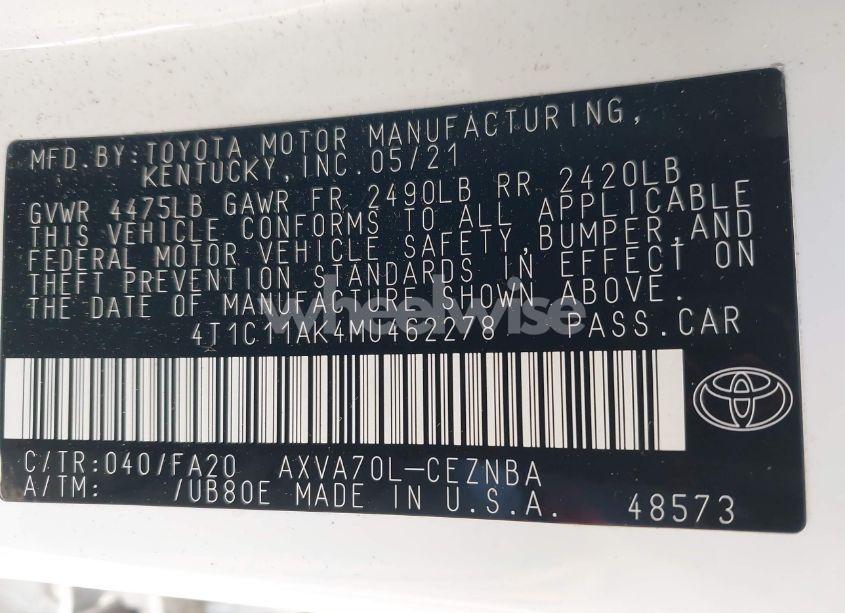 MFD.BY:TOYOTA MOTOR MANUFACTURING,
KENTUCKY,INC.05/21
GVWR 4475LB GAWR FR 2490LB RR 2420LB
THIS VEHICLE CONFORMS TO ALL APPLICABLE
FEDERAL MOTOR VEHICLE SAFETY,BUMPER,AND
THEFT PREVENTION STANDARDS IN EFFECT ON
THE DATE OF MANUFACTURE SHOWN ABOVE.
wheelwise
4T1C11AK4MU462278 PASS.CAR
C/TR:040/FA20 AXVA70L-CEZNBA
A/TM: /UB80E MADE IN U.S.A. 48573